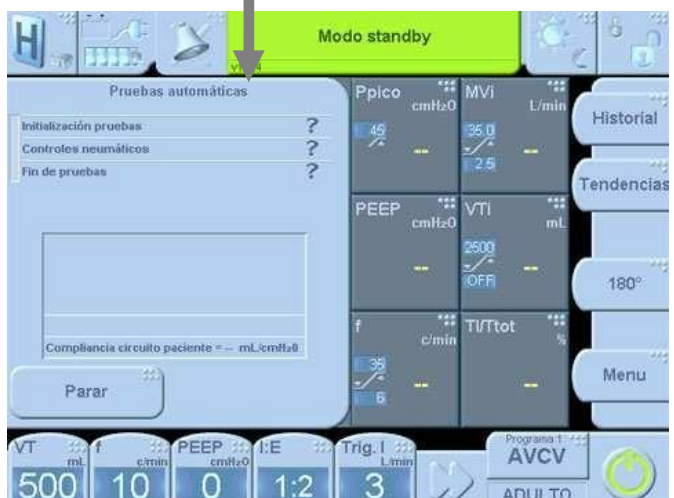 H
Modo standby
Pruebas automáticas
Initialización pruebas ?
Controles neumáticos ?
Fin de pruebas ?
Compliancia circuito paciente = -- mL/cmH₂0
Parar
Ppico
cmH₂O
45
--
MVi
L/min
35.0
2.5
--
PEEP
cmH₂O
--
VTi
mL
2500
OFF
--
f
c/min
35
6
--
TI/Ttot
%
--
Historial
Tendencias
180°
Menu
VT
mL
500
f
c/min
10
PEEP
cmH₂O
0
I:E
1:2
Trig. I
L/min
3
Programa 1
AVCV
ADULTO